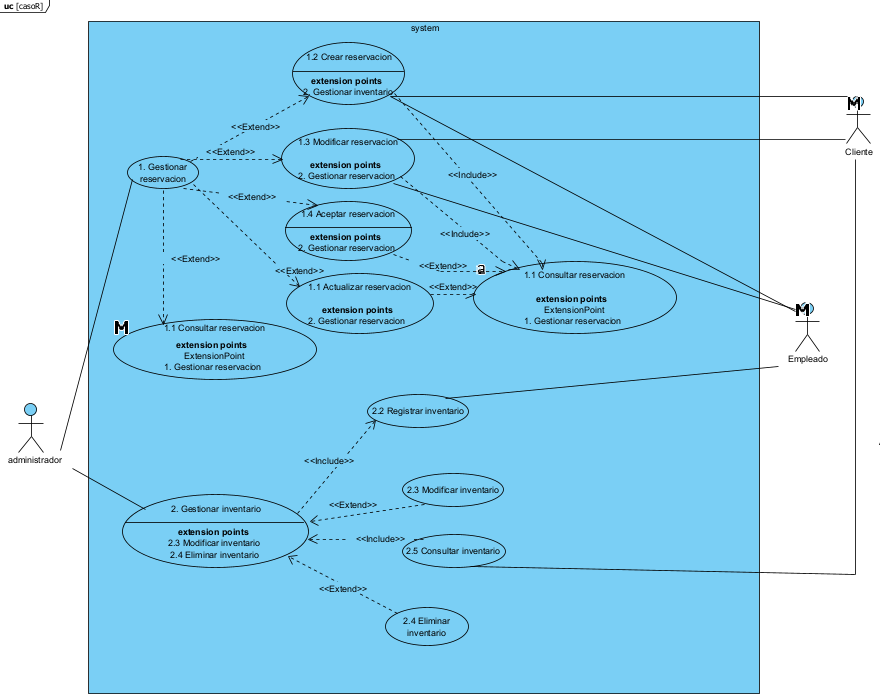 uc [casoR]
system
1.2 Crear reservacion
extension points
2. Gestionar inventario
<<Extend>>
<<Extend>>
1.3 Modificar reservacion
extension points
2. Gestionar reservacion
M
Cliente
1. Gestionar
reservacion
<<Include>>
<<Extend>>
1.4 Aceptar reservacion
extension points
2. Gestionar reservacion
<<Include>>
<<Extend>>
<<Extend>>
<<Extend>>
a
1.1 Consultar reservacion
extension points
ExtensionPoint
1. Gestionar reservacion
1.1 Actualizar reservacion
extension points
2. Gestionar reservacion
<<Extend>>
M
Empleado
M
1.1 Consultar reservacion
extension points
ExtensionPoint
1. Gestionar reservacion
2.2 Registrar inventario
administrador
<<Include>>
2. Gestionar inventario
extension points
2.3 Modificar inventario
2.4 Eliminar inventario
2.3 Modificar inventario
<<Extend>>
<<Include>>
2.5 Consultar inventario
<<Extend>>
2.4 Eliminar
inventario